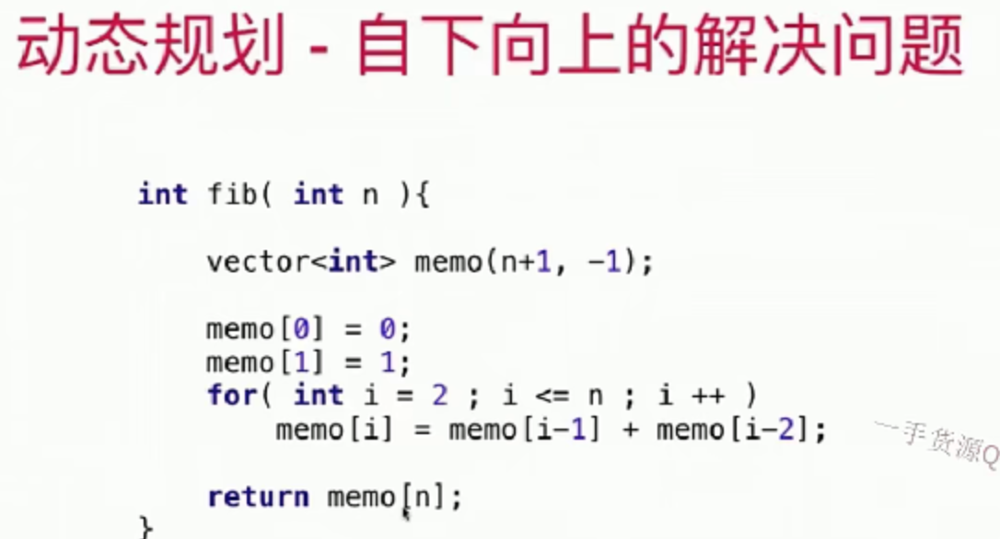 动态规划 - 自下向上的解决问题
int fib( int n ){
vector<int> memo(n+1, -1);
memo[0] = 0;
memo[1] = 1;
for( int i = 2 ; i <= n ; i ++ )
memo[i] = memo[i-1] + memo[i-2];
一手货源Q
return memo[n];
}